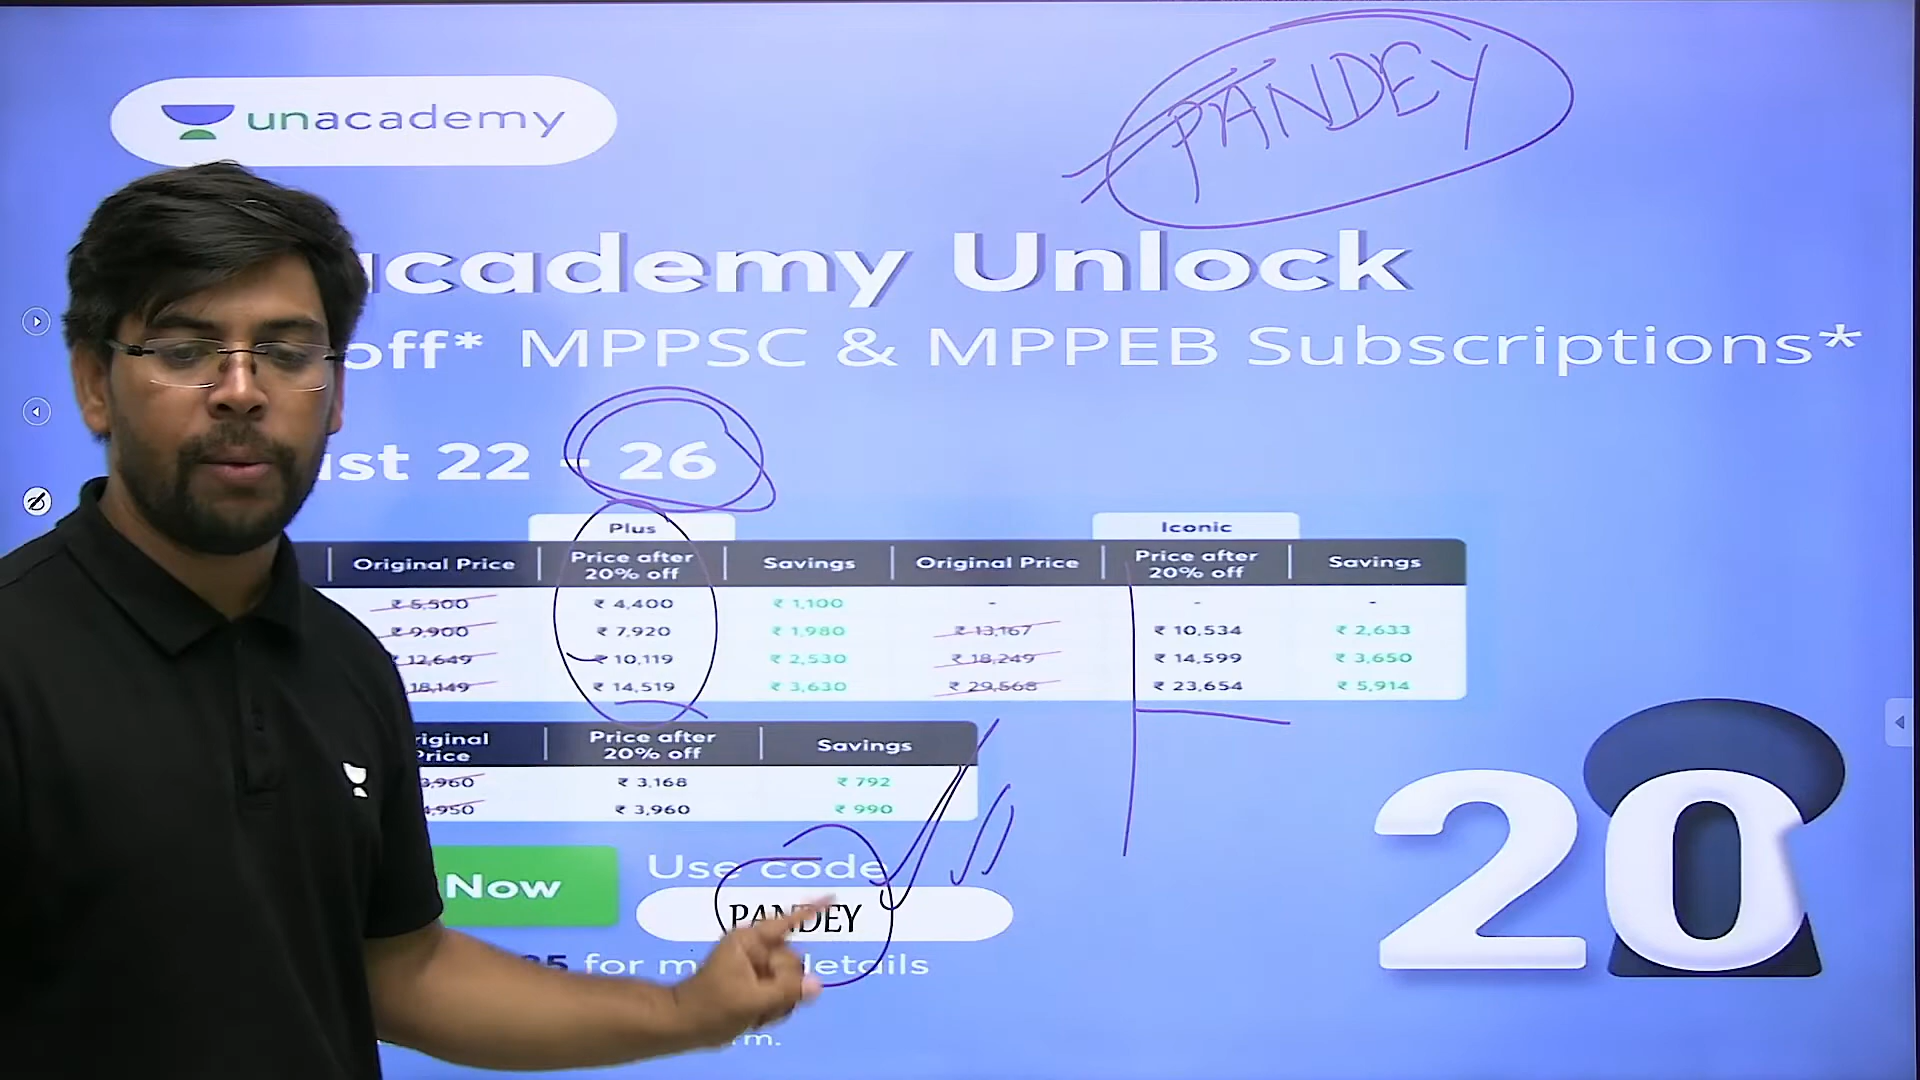 PANDEY
unacademy
academy Unlock
off* MPPSC & MPPEB Subscriptions*
ust 22 - 26
Plus Iconic
Original Price Price after 20% off Savings Original Price Price after 20% off Savings
₹ 5,500 ₹ 4,400 ₹ 1,100 - - -
₹ 9,900 ₹ 7,920 ₹ 1,980 ₹ 13,167 ₹ 10,534 ₹ 2,633
₹ 12,649 ₹ 10,119 ₹ 2,530 ₹ 18,249 ₹ 14,599 ₹ 3,650
18,149 ₹ 14,519 ₹ 3,630 ₹ 29,568 ₹ 23,654 ₹ 5,914
riginal Price Price after 20% off Savings
3,960 ₹ 3,168 ₹ 792
4,950 ₹ 3,960 ₹ 990
Now
Use code
PANDEY
for details
20